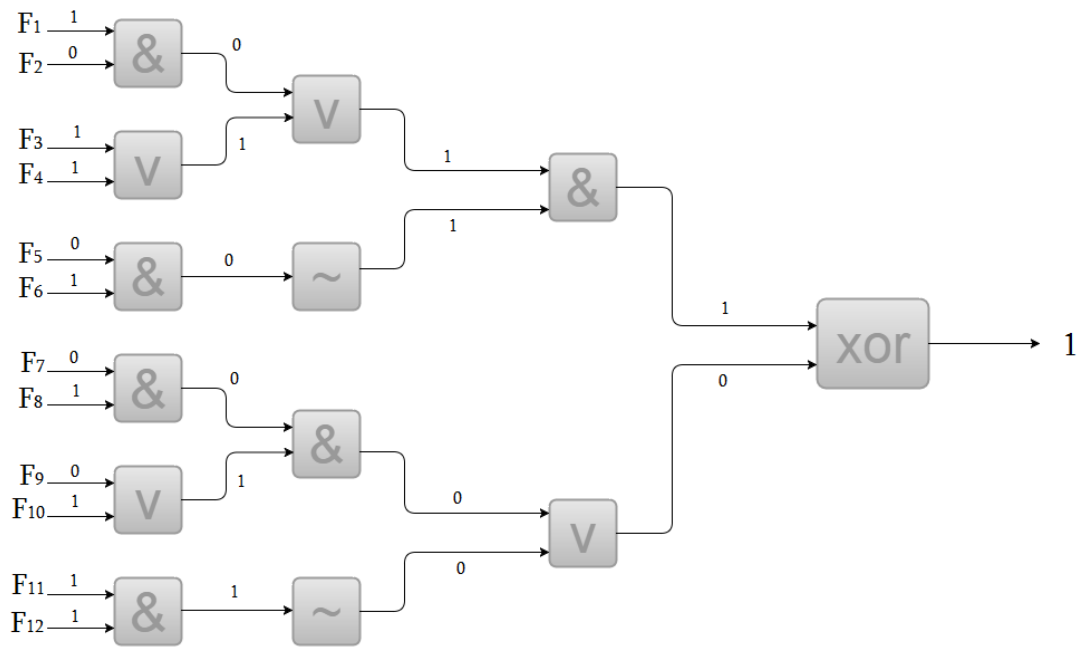 F1 1
F2 0
& 0
F3 1
F4 1
v 1
v 1
F5 0
F6 1
& 0
~ 1
& 1
F7 0
F8 1
& 0
F9 0
F10 1
v 1
& 0
F11 1
F12 1
& 1
~ 0
v 0
xor 1